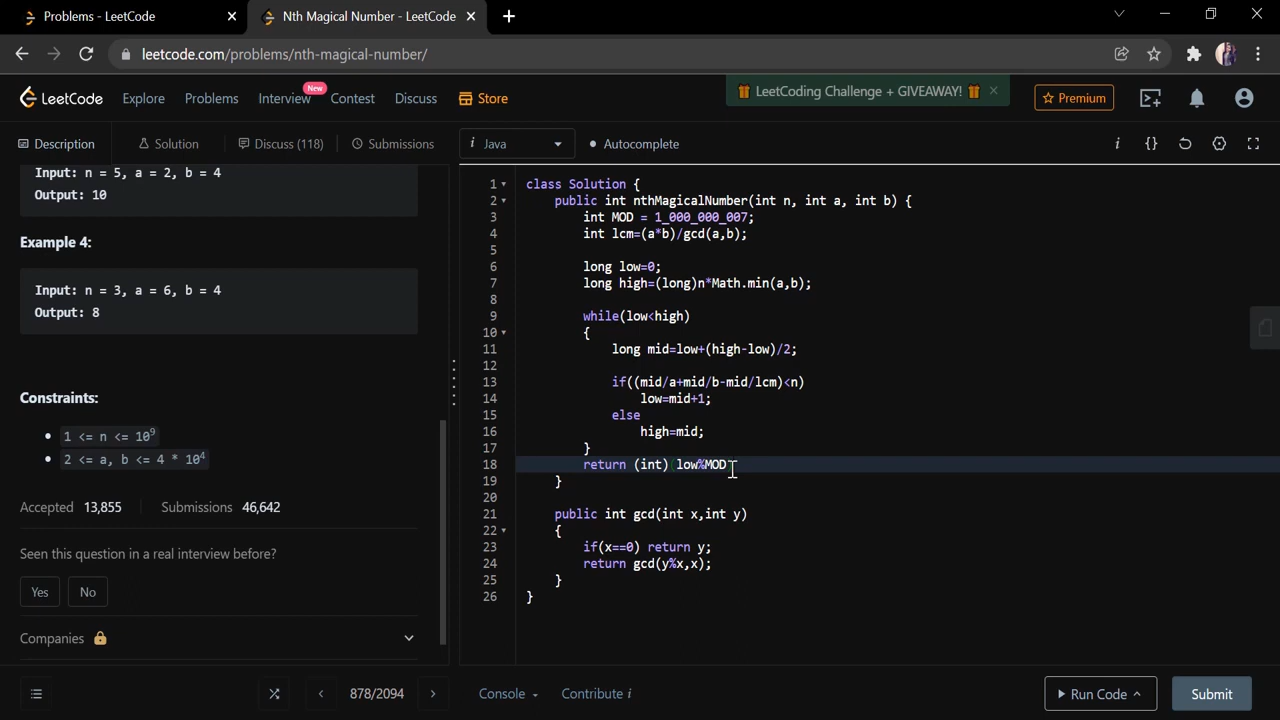 Problems - LeetCode
Nth Magical Number - LeetCode
leetcode.com/problems/nth-magical-number/
LeetCode
Explore
Problems
Interview
New
Contest
Discuss
Store
LeetCoding Challenge + GIVEAWAY!
Premium
Description
Solution
Discuss (118)
Submissions
i Java
Autocomplete
Input: n = 5, a = 2, b = 4
Output: 10
Example 4:
Input: n = 3, a = 6, b = 4
Output: 8
Constraints:
1 <= n <= 10⁹
2 <= a, b <= 4 * 10⁴
Accepted 13,855 Submissions 46,642
Seen this question in a real interview before?
Yes No
Companies
1 class Solution {
2 public int nthMagicalNumber(int n, int a, int b) {
3 int MOD = 1_000_000_007;
4 int lcm=(a*b)/gcd(a,b);
5
6 long low=0;
7 long high=(long)n*Math.min(a,b);
8
9 while(low<high)
10 {
11 long mid=low+(high-low)/2;
12
13 if((mid/a+mid/b-mid/lcm)<n)
14 low=mid+1;
15 else
16 high=mid;
17 }
18 return (int)(low%MOD)
19 }
20
21 public int gcd(int x,int y)
22 {
23 if(x==0) return y;
24 return gcd(y%x,x);
25 }
26 }
878/2094
Console
Contribute i
Run Code
Submit